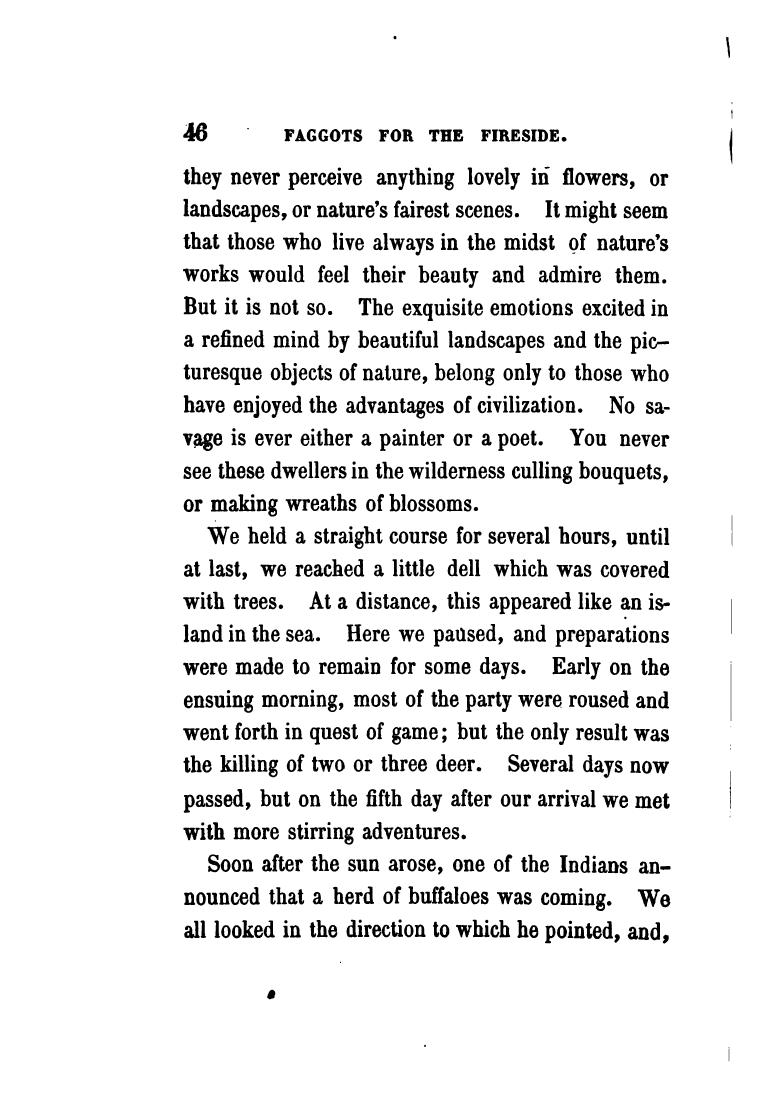 46 FAGGOTS FOR THE FIRESIDE.
they never perceive anything lovely in flowers, or
landscapes, or nature's fairest scenes. It might seem
that those who live always in the midst of nature's
works would feel their beauty and admire them.
But it is not so. The exquisite emotions excited in
a refined mind by beautiful landscapes and the pic-
turesque objects of nature, belong only to those who
have enjoyed the advantages of civilization. No sa-
vage is ever either a painter or a poet. You never
see these dwellers in the wilderness culling bouquets,
or making wreaths of blossoms.
We held a straight course for several hours, until
at last, we reached a little dell which was covered
with trees. At a distance, this appeared like an is-
land in the sea. Here we paused, and preparations
were made to remain for some days. Early on the
ensuing morning, most of the party were roused and
went forth in quest of game; but the only result was
the killing of two or three deer. Several days now
passed, but on the fifth day after our arrival we met
with more stirring adventures.
Soon after the sun arose, one of the Indians an-
nounced that a herd of buffaloes was coming. We
all looked in the direction to which he pointed, and,